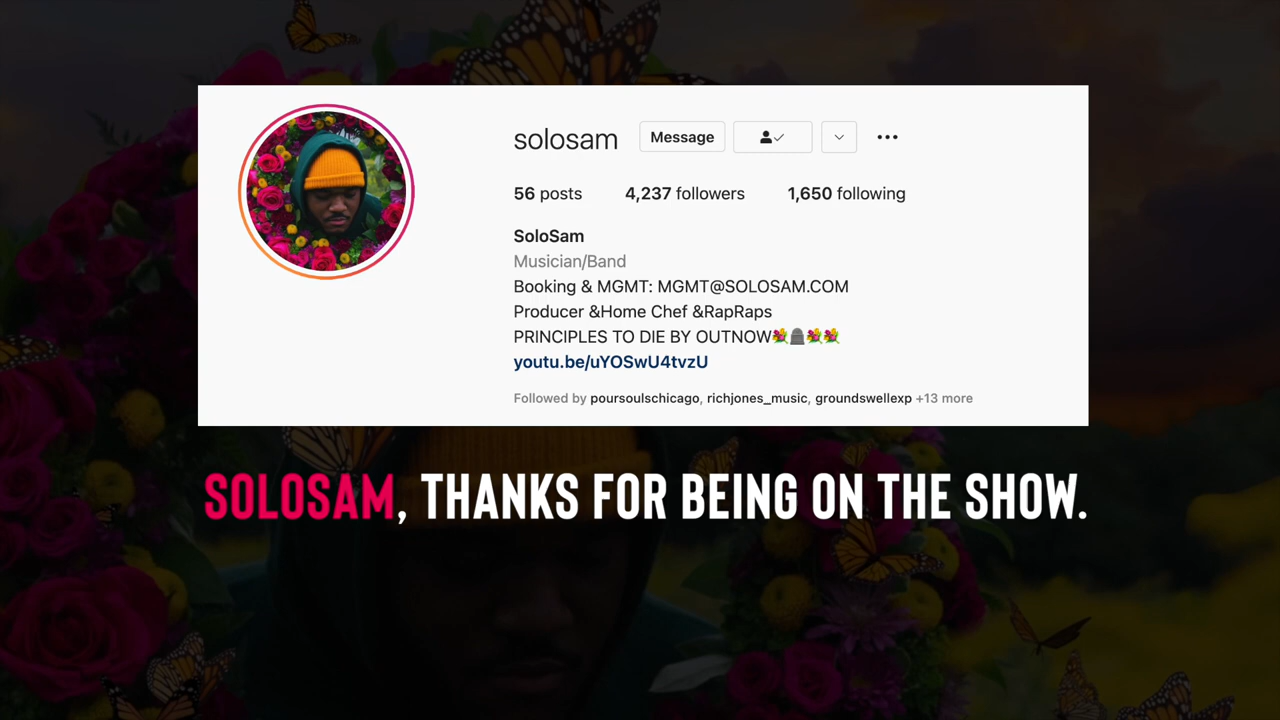 solosam Message
56 posts 4,237 followers 1,650 following
SoloSam
Musician/Band
Booking & MGMT: MGMT@SOLOSAM.COM
Producer &Home Chef &RapRaps
PRINCIPLES TO DIE BY OUTNOW💐🪦💐💐
youtu.be/uYOSwU4tvzU
Followed by poursoulschicago, richjones_music, groundswellexp +13 more
SOLOSAM, THANKS FOR BEING ON THE SHOW.